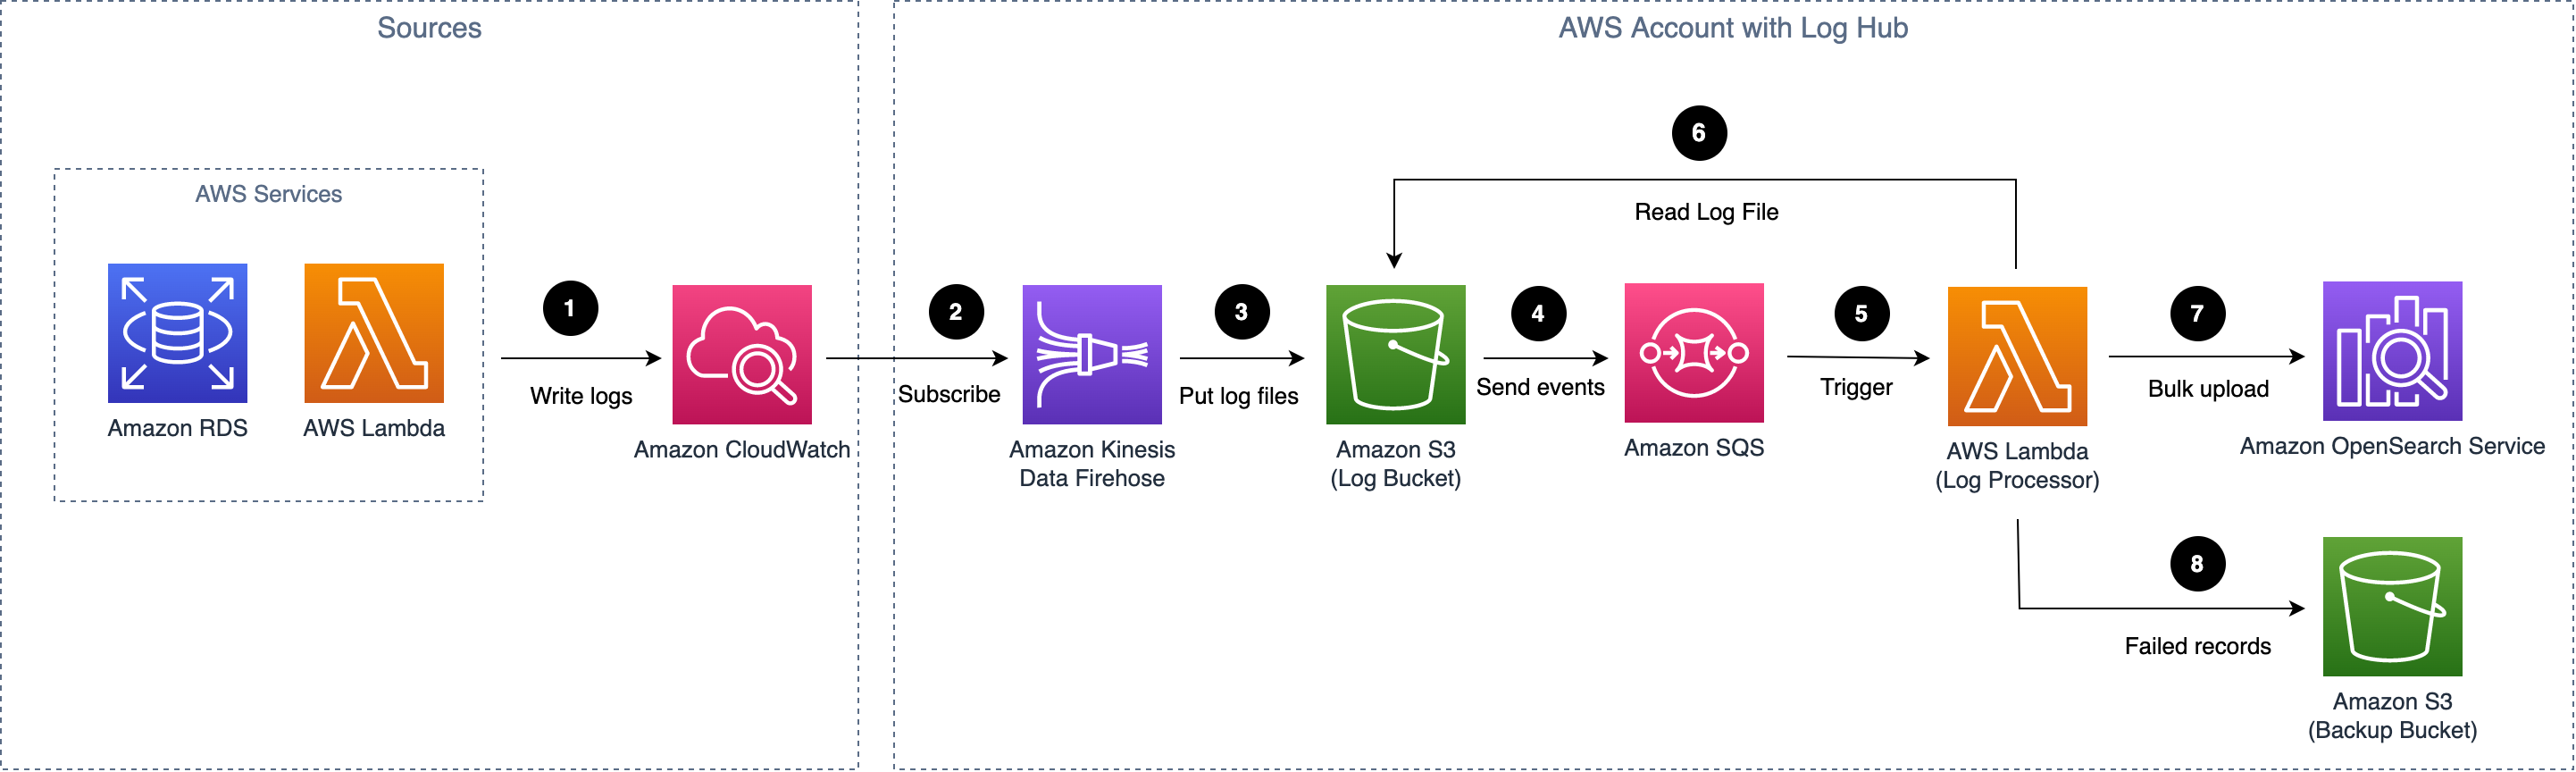 Sources
AWS Account with Log Hub
6
Read Log File
AWS Services
1
2
3
4
5
7
Write logs
Subscribe
Put log files
Send events
Trigger
Bulk upload
Amazon RDS
AWS Lambda
Amazon CloudWatch
Amazon Kinesis
Data Firehose
Amazon S3
(Log Bucket)
Amazon SQS
AWS Lambda
(Log Processor)
Amazon OpenSearch Service
8
Failed records
Amazon S3
(Backup Bucket)